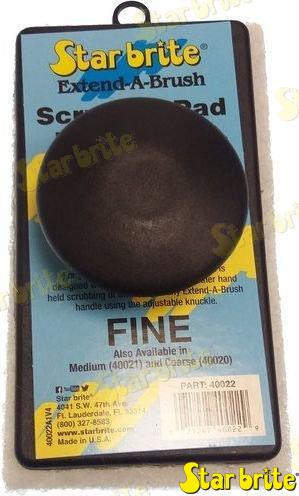 Star brite®
Extend-A-Brush
Scr Pad
designed
held scrubbing or Extend-A-Brush
handle using the adjustable knuckle.
FINE
Also Available in
Medium (40021) and Coarse (40020)
Star brite®
4041 S.W. 47th Ave.
Ft. Lauderdale, FL 33314
(800) 327-8583
www.starbrite.com
Made in U.S.A.
40022A1V4
PART: 40022
Star brite